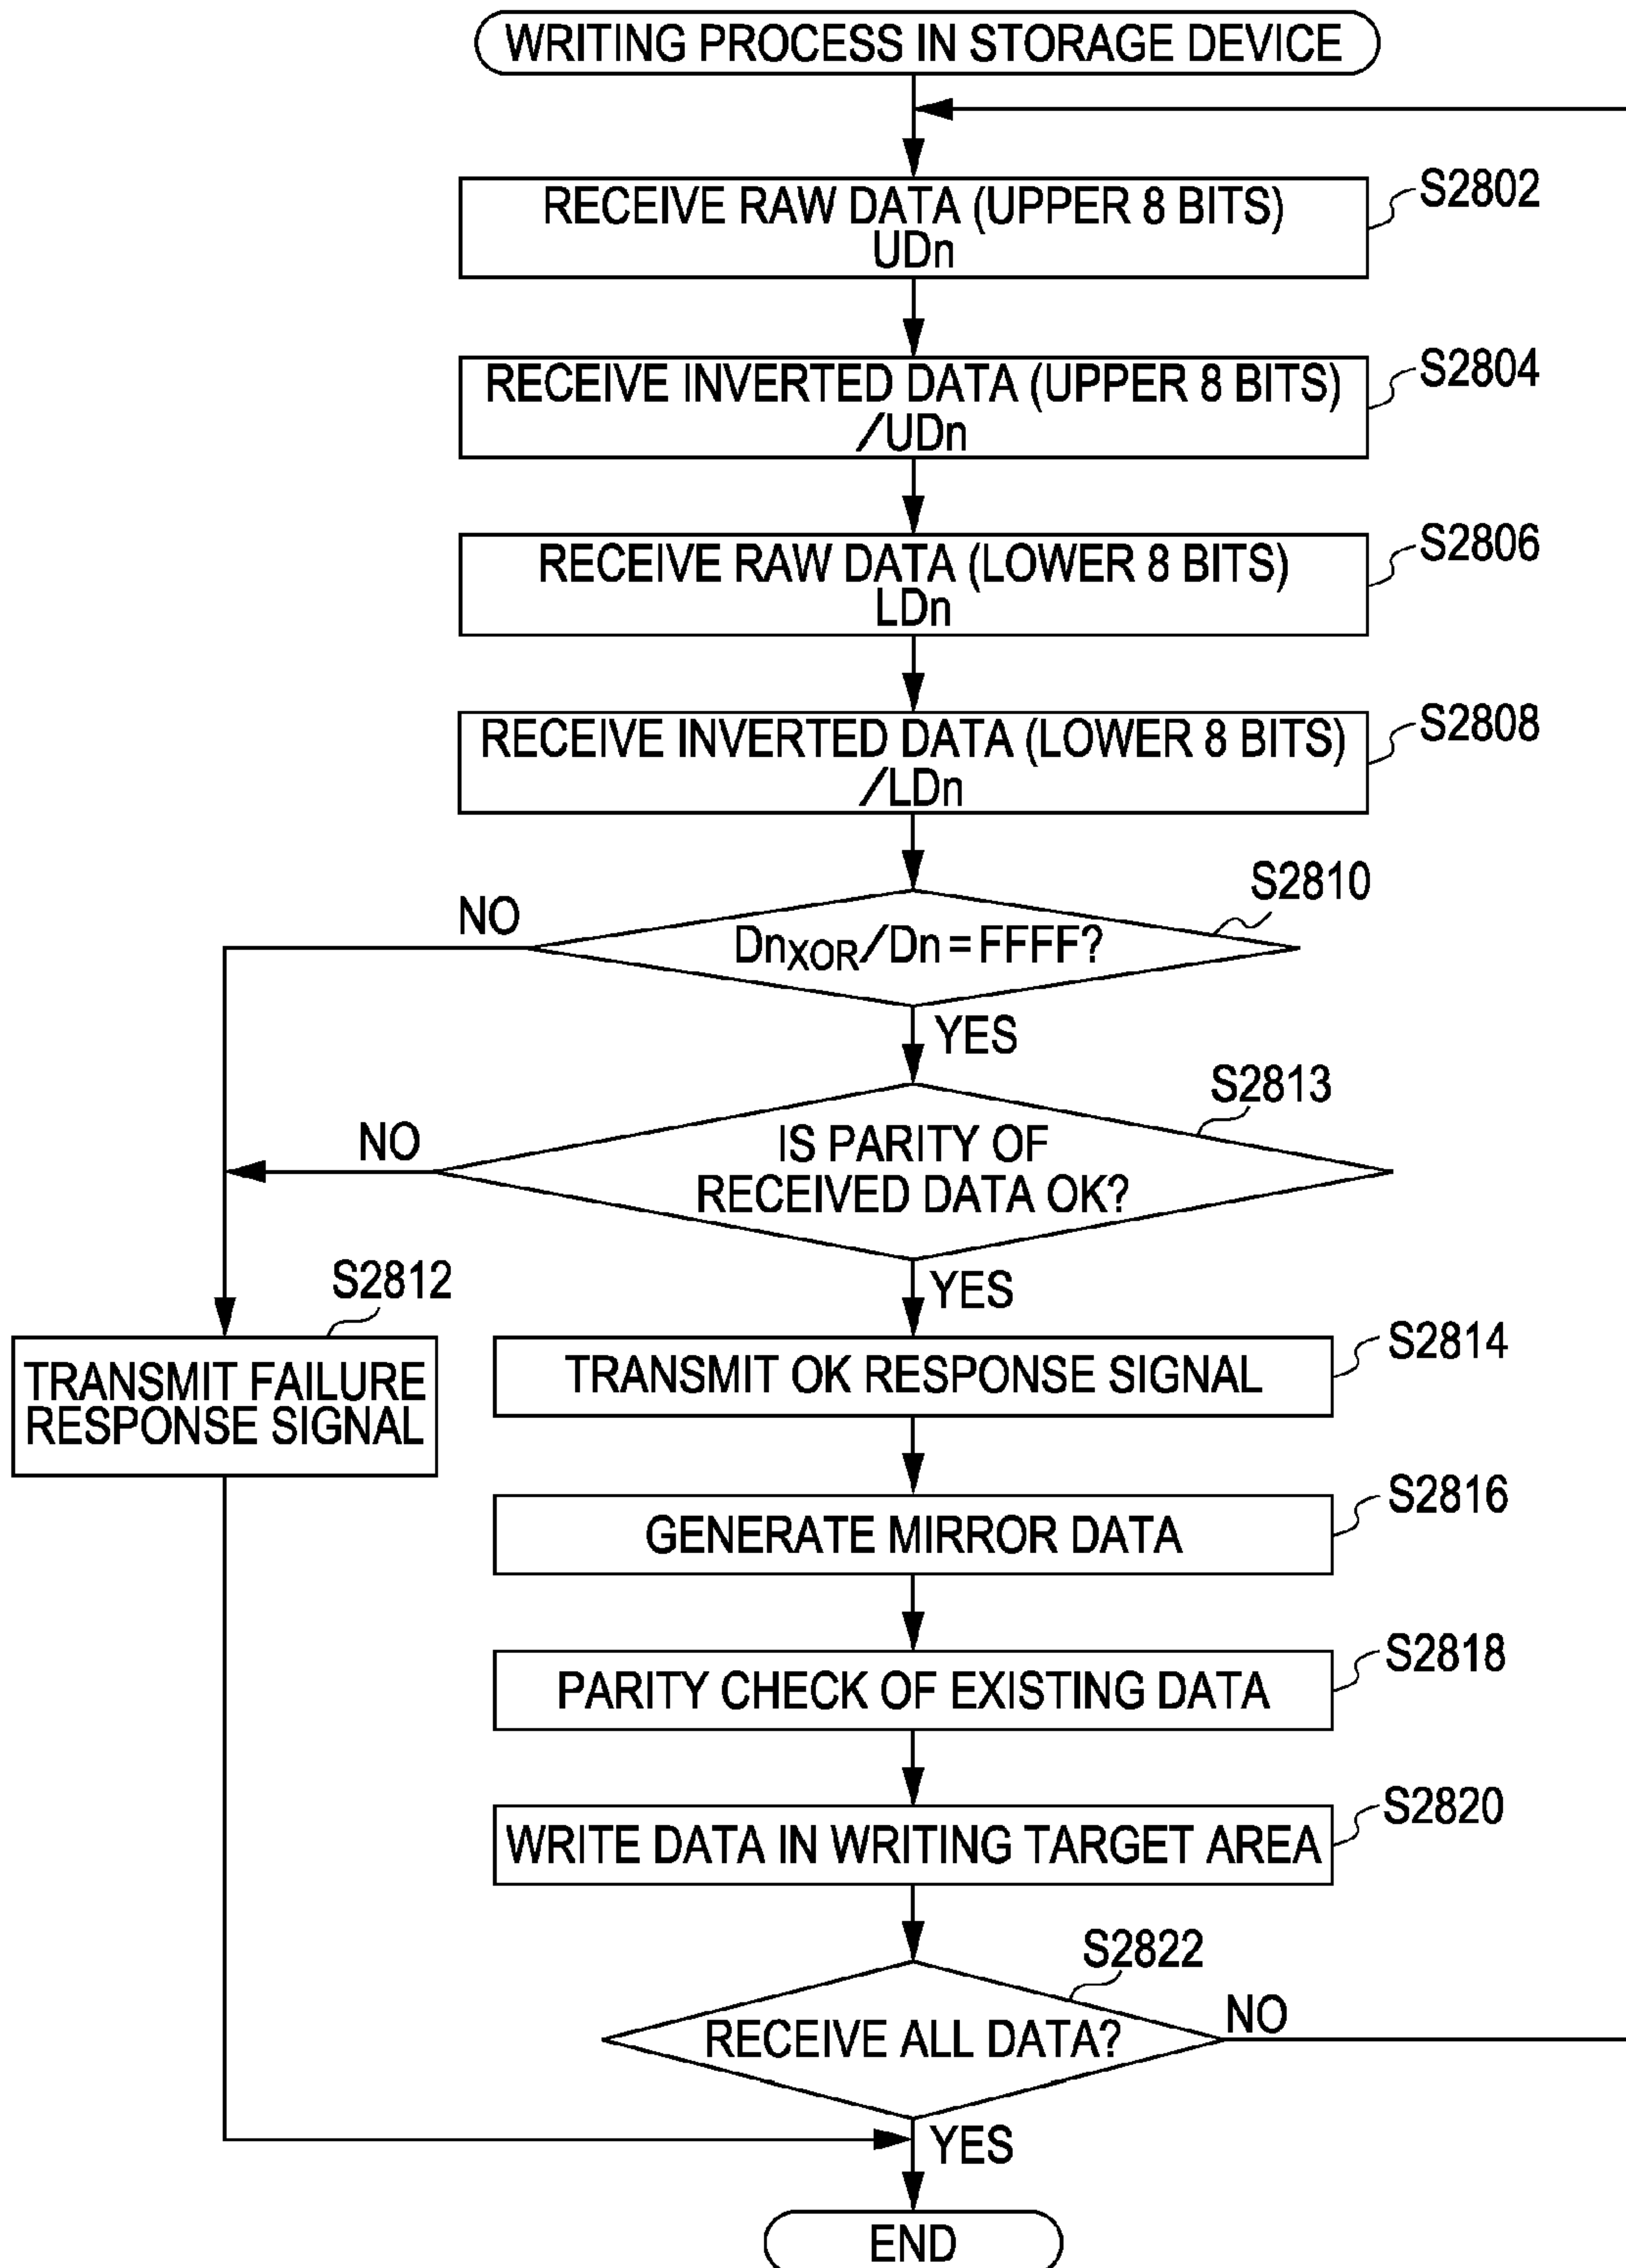 WRITING PROCESS IN STORAGE DEVICE
RECEIVE RAW DATA (UPPER 8 BITS)
UDn
S2802
RECEIVE INVERTED DATA (UPPER 8 BITS)
/UDn
S2804
RECEIVE RAW DATA (LOWER 8 BITS)
LDn
S2806
RECEIVE INVERTED DATA (LOWER 8 BITS)
/LDn
S2808
S2810
NO
DnXOR/Dn=FFFF?
YES
S2813
NO
IS PARITY OF
RECEIVED DATA OK?
YES
S2812
TRANSMIT FAILURE
RESPONSE SIGNAL
S2814
TRANSMIT OK RESPONSE SIGNAL
S2816
GENERATE MIRROR DATA
S2818
PARITY CHECK OF EXISTING DATA
S2820
WRITE DATA IN WRITING TARGET AREA
S2822
RECEIVE ALL DATA?
NO
YES
END